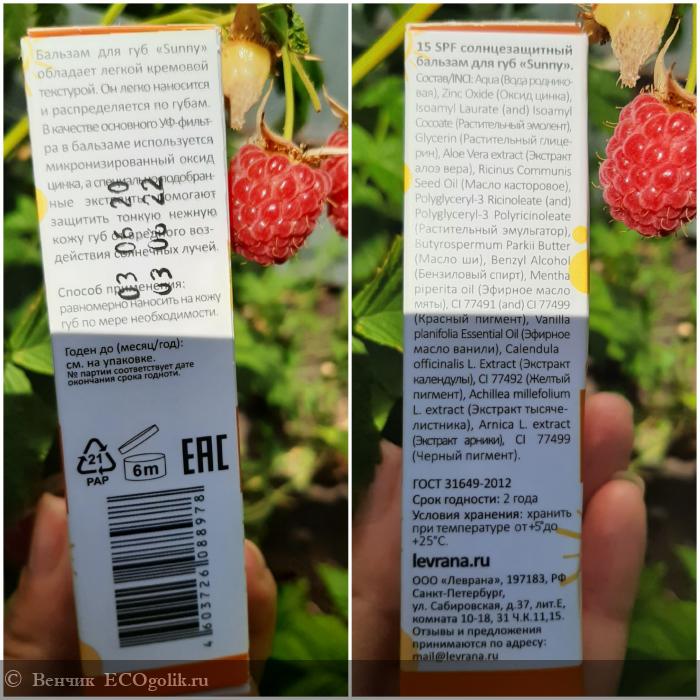 Бальзам для губ «Sunny»
обладает легкой кремовой
текстурой. Он легко наносится
и распределяется по губам.
В качестве основного УФ-фильт-
ра в бальзаме используется
микронизированный оксид
цинка, а специально подобран-
ные экстракты помогают
защитить тонкую нежную
кожу губ от вредного воз-
действия солнечных лучей.
03 06 20
03 06 22
Способ применения:
равномерно наносить на кожу
губ по мере необходимости.
Годен до (месяц/год):
см. на упаковке.
№ партии соответствует дате
окончания срока годноти.
21
PAP
6m
EAC
4603726088978
15 SPF солнцезащитный
бальзам для губ «Sunny».
Состав/INCI: Aqua (Вода роднико-
вая), Zinc Oxide (Оксид цинка),
Isoamyl Laurate (and) Isoamyl
Cocoate (Растительный эмолент),
Glycerin (Растительный глице-
рин), Aloe Vera extract (Экстракт
алоэ вера), Ricinus Communis
Seed Oil (Масло касторовое),
Polyglyceryl-3 Ricinoleate (and)
Polyglyceryl-3 Polyricinoleate
(Растительный эмульгатор),
Butyrospermum Parkii Butter
(Масло ши), Benzyl Alcohol
(Бензиловый спирт), Mentha
piperita oil (Эфирное масло
мяты), CI 77491 (and) CI 77499
(Красный пигмент), Vanilla
planifolia Essential Oil (Эфирное
масло ванили), Calendula
officinalis L. Extract (Экстракт
календулы), CI 77492 (Желтый
пигмент), Achillea millefolium
L. extract (Экстракт тысяче-
листника), Arnica L. extract
(Экстракт арники), CI 77499
(Черный пигмент).
ГОСТ 31649-2012
Срок годности: 2 года
Условия хранения: хранить
при температуре от +5°до
+25°С.
levrana.ru
ООО «Леврана», 197183, РФ
Санкт-Петербург,
ул. Сабировская, д.37, лит.Е,
комната 10-18, 31 Ч.К.11,15.
Отзывы и предложения
принимаются по адресу:
mail@levrana.ru
© Венчик ECOgolik.ru